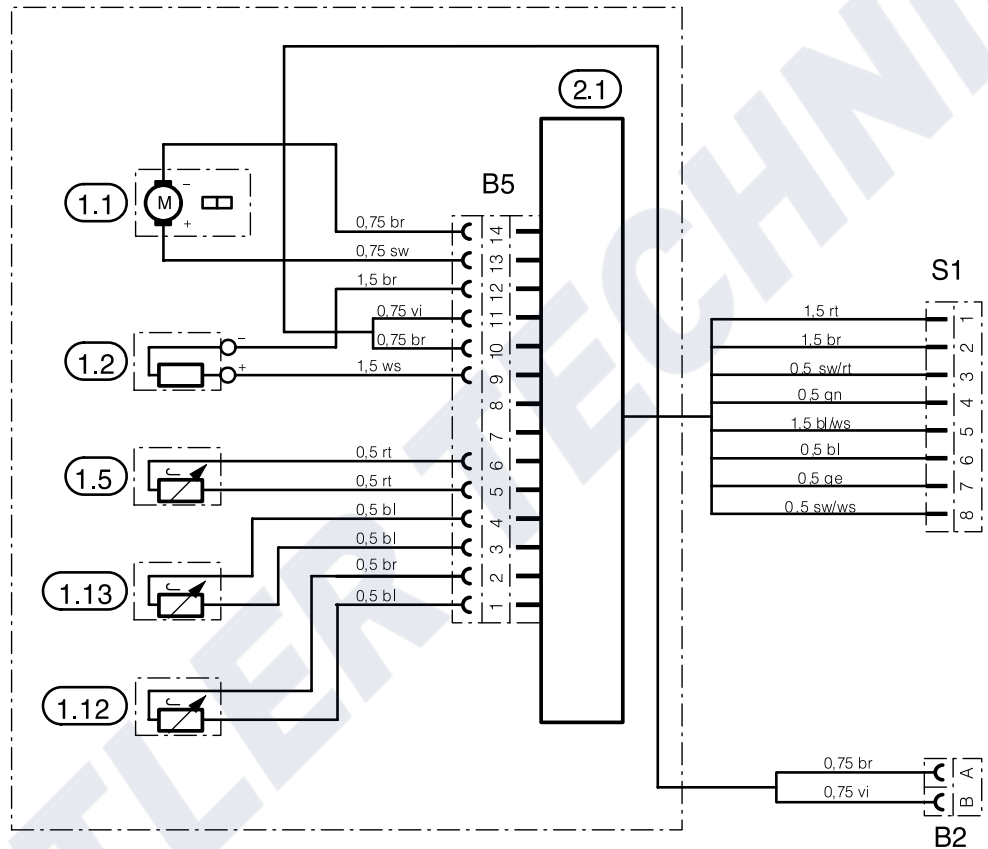 2.1
B5
1.1
M
−
+
0,75 br
14
0,75 sw
13
1,5 br
12
0,75 vi
11
0,75 br
10
1.2
−
+
1,5 ws
9
8
7
1.5
0,5 rt
6
0,5 rt
5
0,5 bl
4
0,5 bl
3
1.13
0,5 br
2
0,5 bl
1
1.12
S1
1,5 rt
1
1,5 br
2
0,5 sw/rt
3
0,5 gn
4
1,5 bl/ws
5
0,5 bl
6
0,5 ge
7
0,5 sw/ws
8
0,75 br
A
0,75 vi
B
B2
TLER TECHNI